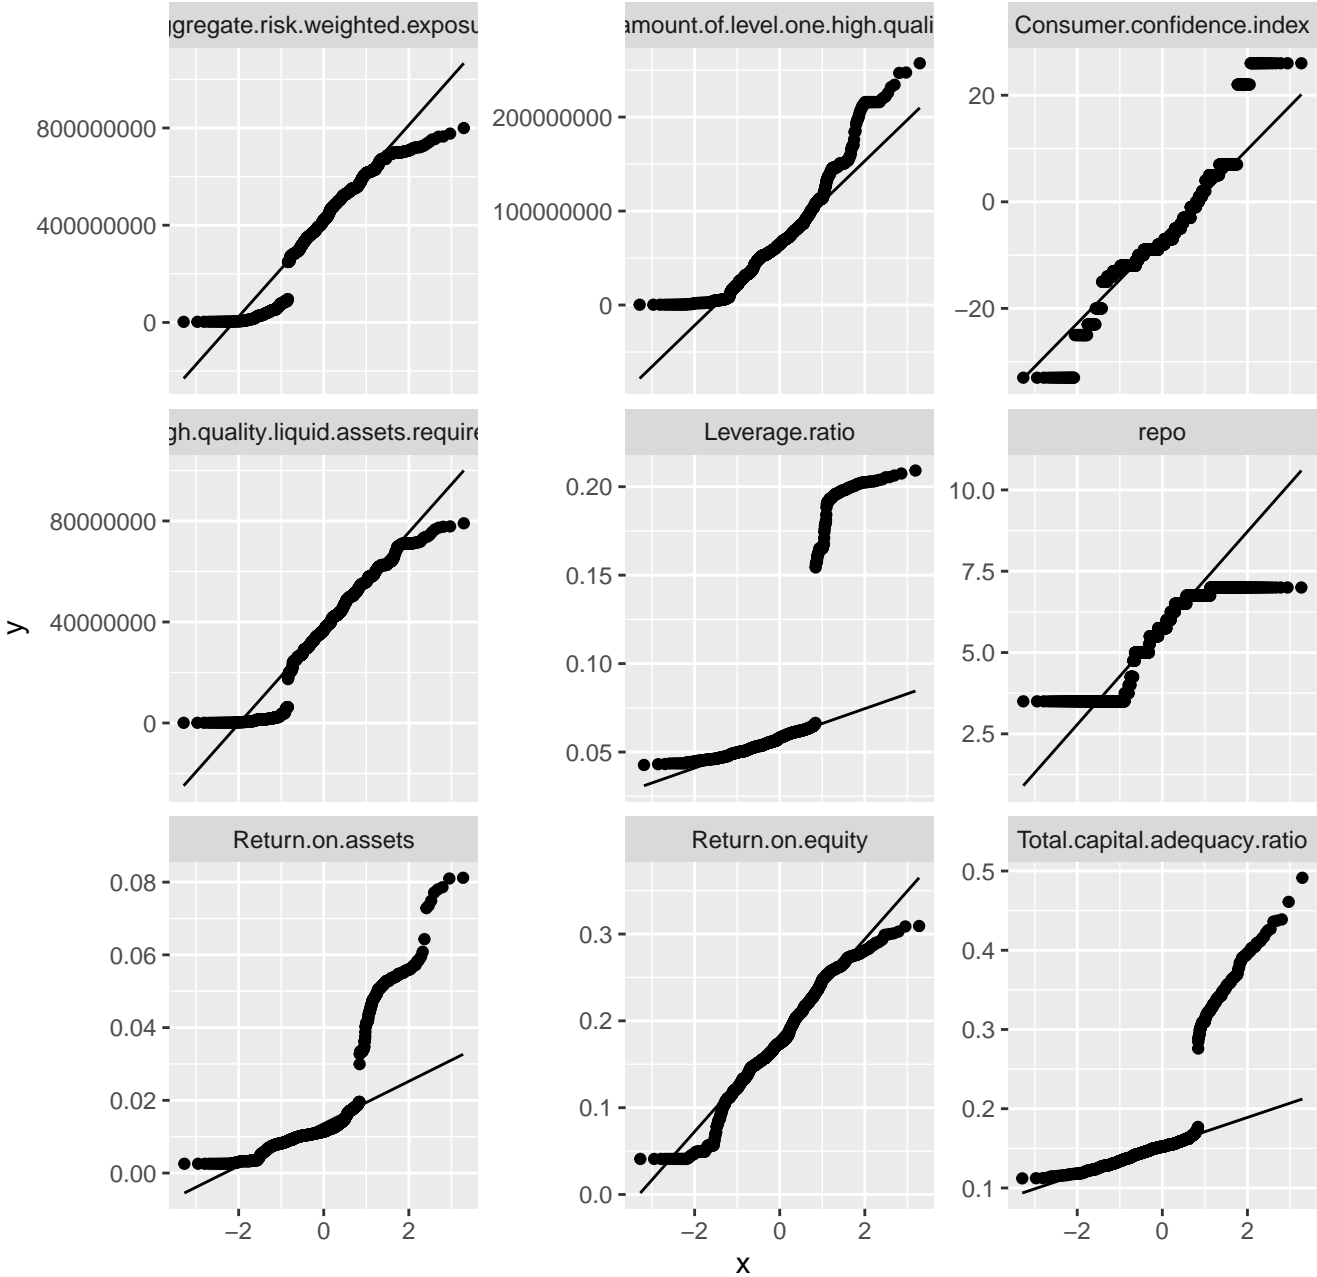 ggregate.risk.weighted.exposu
amount.of.level.one.high.quali
Consumer.confidence.index
800000000
400000000
0
200000000
100000000
0
20
0
−20
gh.quality.liquid.assets.require
Leverage.ratio
repo
80000000
40000000
0
0.20
0.15
0.10
0.05
10.0
7.5
5.0
2.5
y
Return.on.assets
Return.on.equity
Total.capital.adequacy.ratio
0.08
0.06
0.04
0.02
0.00
0.3
0.2
0.1
0.0
0.5
0.4
0.3
0.2
0.1
−2 0 2
−2 0 2
−2 0 2
x